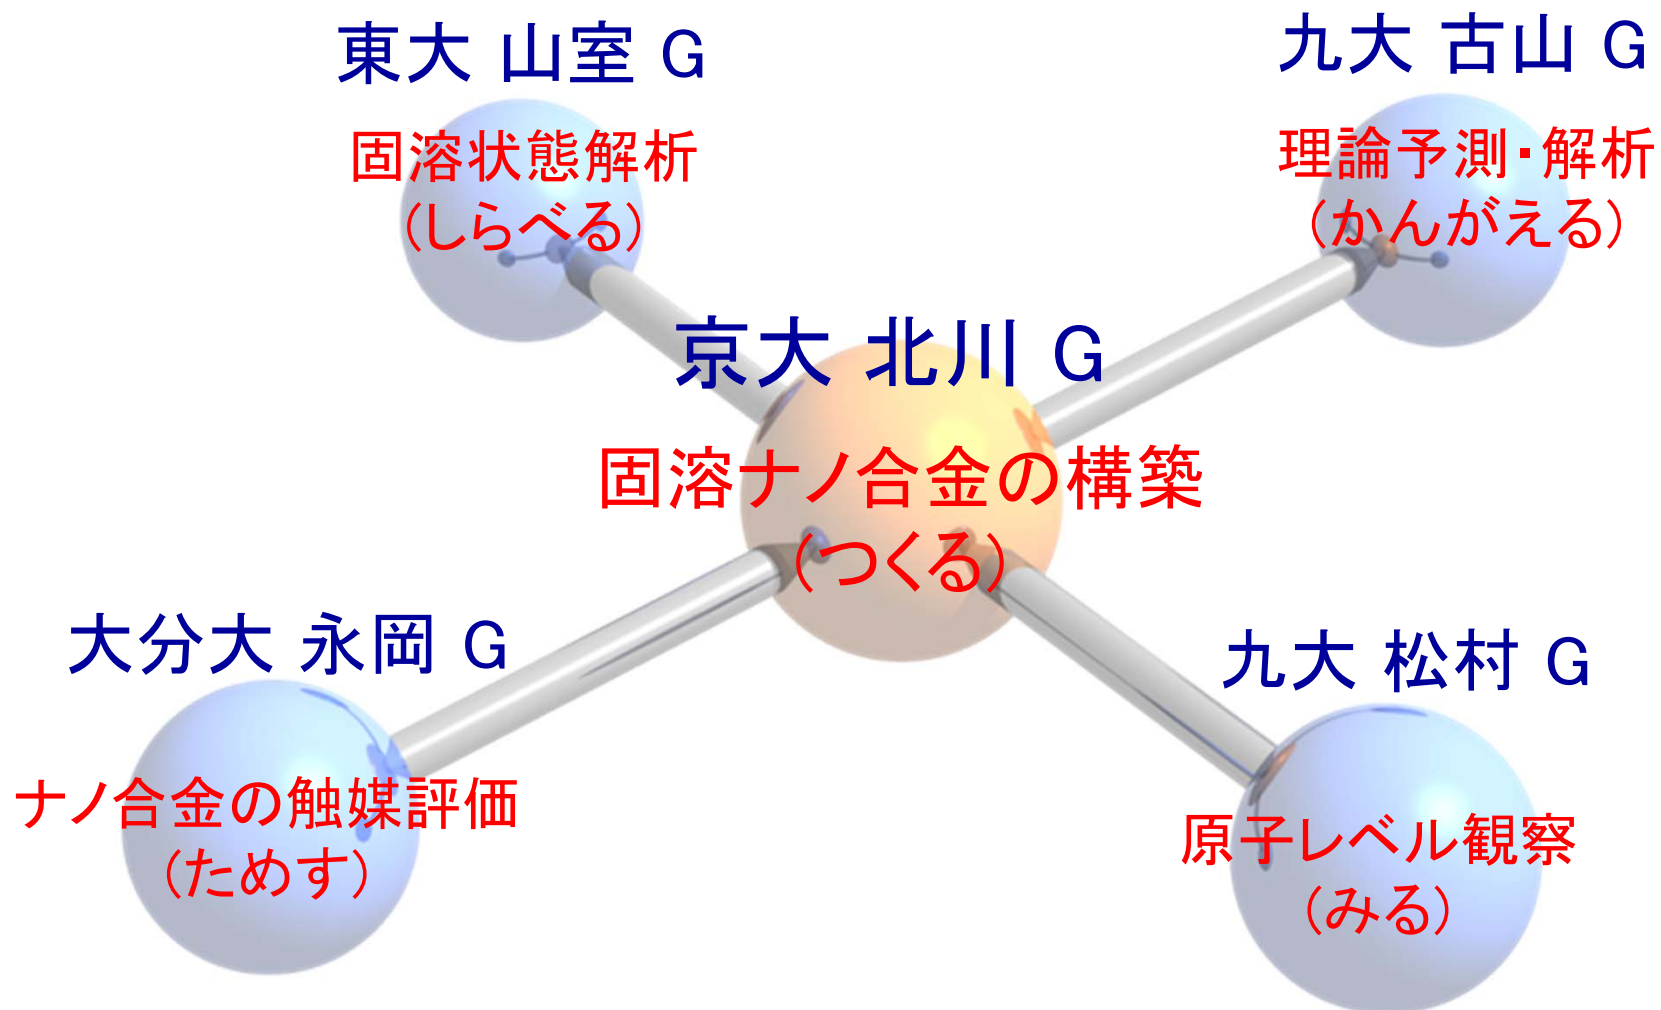 東大 山室 G
固溶状態解析
(しらべる)
九大 古山 G
理論予測・解析
(かんがえる)
京大 北川 G
固溶ナノ合金の構築
(つくる)
大分大 永岡 G
ナノ合金の触媒評価
(ためす)
九大 松村 G
原子レベル観察
(みる)